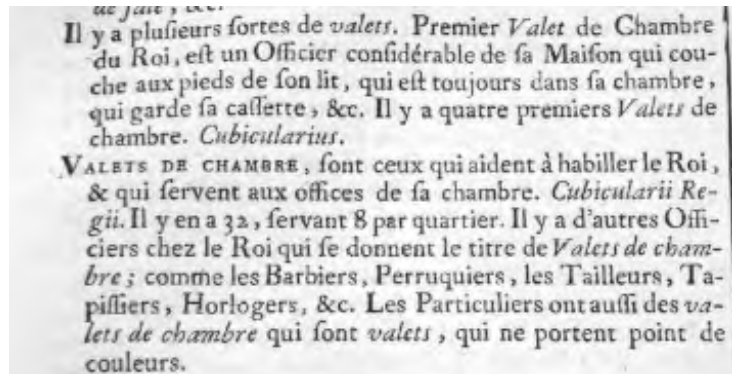 Il y a pluſieurs ſortes de valets. Premier Valet de Chambre
du Roi, eſt un Officier conſidérable de ſa Maiſon qui cou-
che aux pieds de ſon lit, qui eſt toujours dans ſa chambre,
qui garde ſa caſſette, &c. Il y a quatre premiers Valets de
chambre. Cubicularius.
VALETS DE CHAMBRE, ſont ceux qui aident à habiller le Roi,
& qui ſervent aux offices de ſa chambre. Cubicularii Re-
gii. Il y en a 32, ſervant 8 par quartier. Il y a d'autres Offi-
ciers chez le Roi qui ſe donnent le titre de Valets de cham-
bre; comme les Barbiers, Perruquiers, les Tailleurs, Ta-
piſſiers, Horlogers, &c. Les Particuliers ont auſſi des va-
lets de chambre qui ſont valets, qui ne portent point de
couleurs.